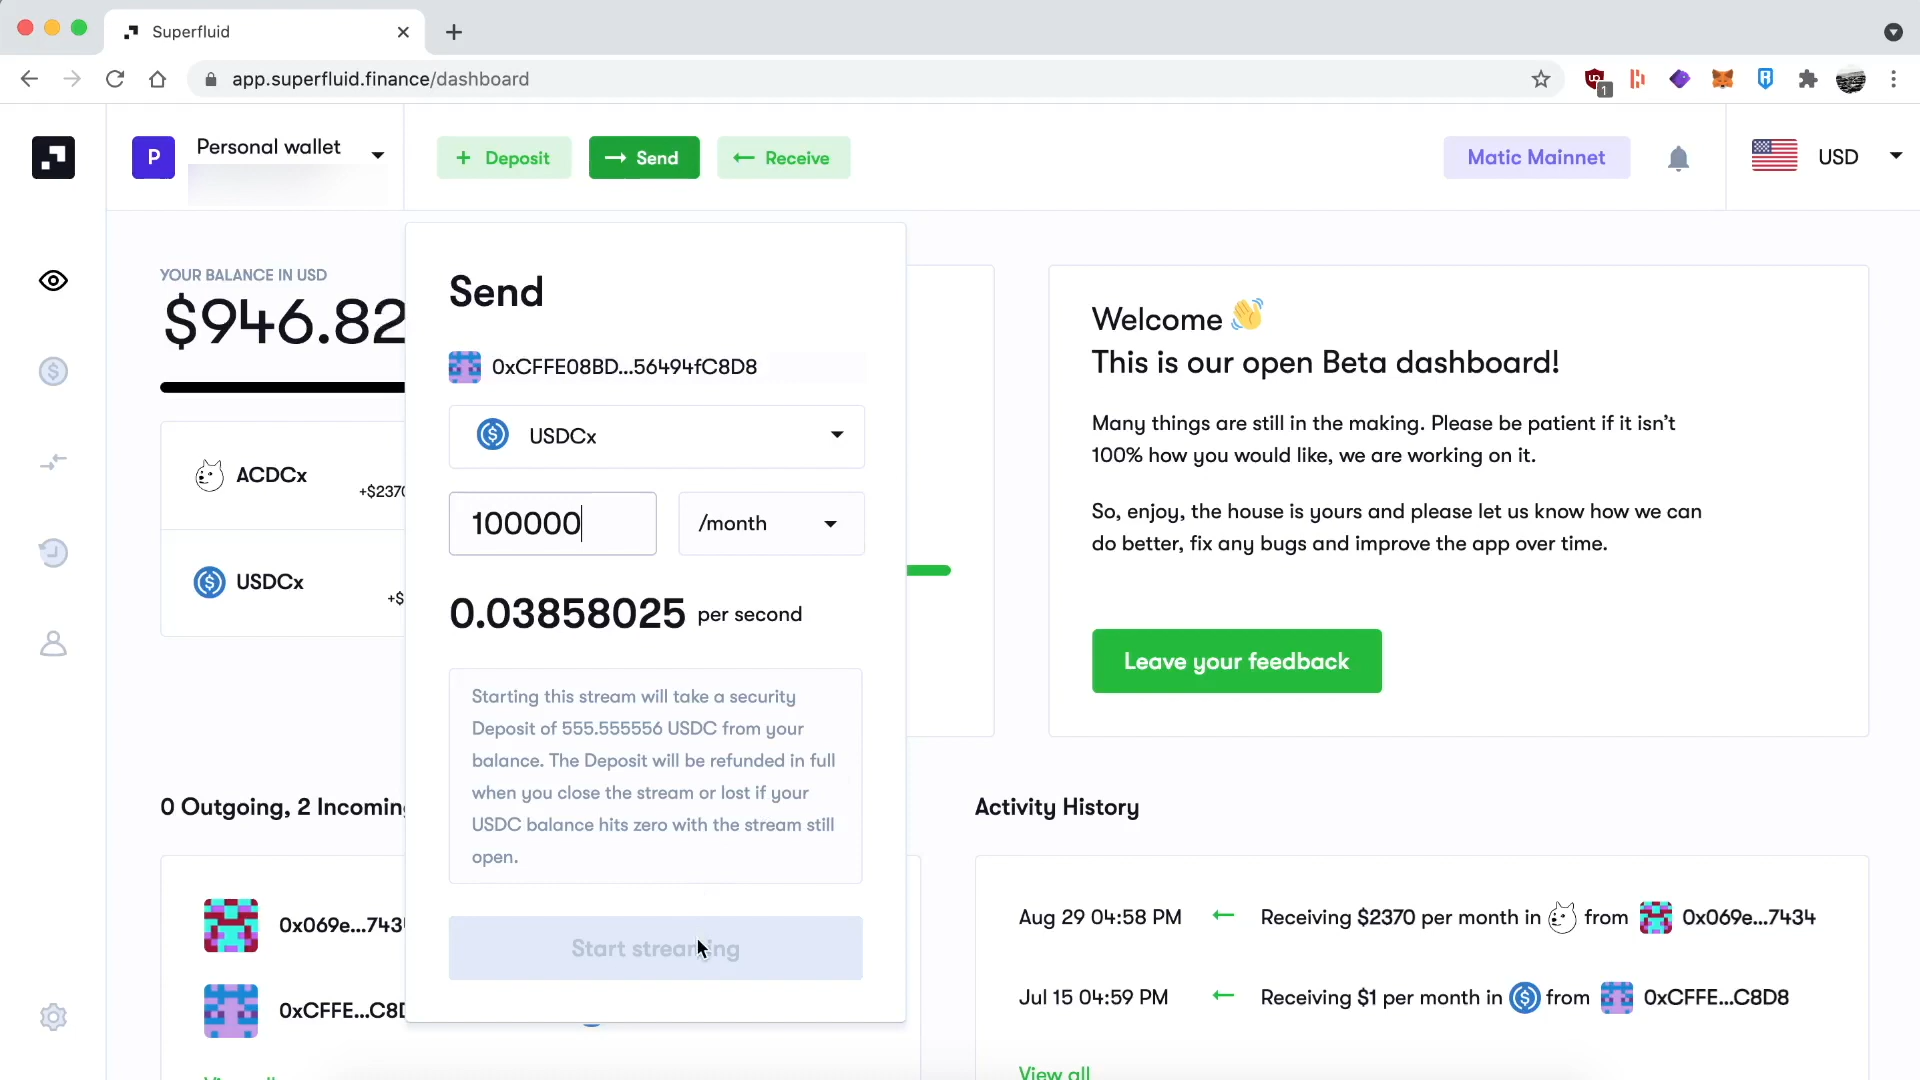 Superfluid
app.superfluid.finance/dashboard
1
P
Personal wallet
+ Deposit
Send
Receive
Matic Mainnet
USD
YOUR BALANCE IN USD
$946.82
ACDCx
+$2370
USDCx
+$
Send
0xCFFE08BD...56494fC8D8
USDCx
100000
/month
0.03858025 per second
Starting this stream will take a security
Deposit of 555.555556 USDC from your
balance. The Deposit will be refunded in full
when you close the stream or lost if your
USDC balance hits zero with the stream still
open.
Start streaming
Welcome 👋
This is our open Beta dashboard!
Many things are still in the making. Please be patient if it isn't
100% how you would like, we are working on it.
So, enjoy, the house is yours and please let us know how we can
do better, fix any bugs and improve the app over time.
Leave your feedback
0 Outgoing, 2 Incoming
0x069e...743
0xCFFE...C8D
Activity History
Aug 29 04:58 PM ← Receiving $2370 per month in from 0x069e...7434
Jul 15 04:59 PM ← Receiving $1 per month in from 0xCFFE...C8D8
View all